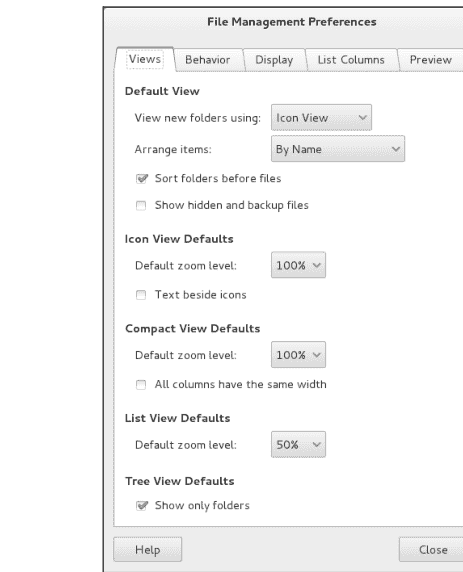 File Management Preferences
Views Behavior Display List Columns Preview
Default View
View new folders using: Icon View
Arrange items: By Name
Sort folders before files
Show hidden and backup files
Icon View Defaults
Default zoom level: 100%
Text beside icons
Compact View Defaults
Default zoom level: 100%
All columns have the same width
List View Defaults
Default zoom level: 50%
Tree View Defaults
Show only folders
Help Close